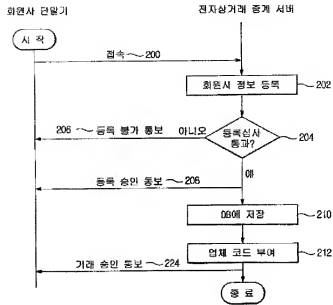 회원사 단말기
전자상거래 중계 서버
시 작
접속 200
회원사 정보 등록 202
206 등록 불가 통보 아니오
등록심사 통과? 204
예
등록 승인 통보 206
DB에 저장 210
업체 코드 부여 212
거래 승인 통보 224
종 료